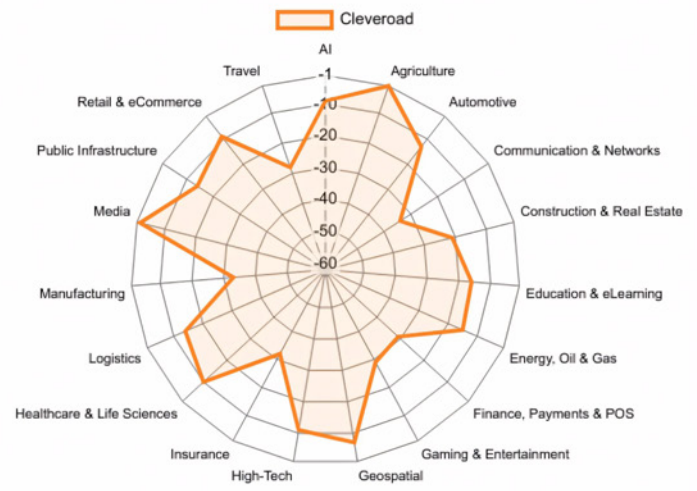 Cleveroad
AI
Travel
-1
Agriculture
Retail & eCommerce
-10
Automotive
Public Infrastructure
-20
Communication & Networks
-30
Media
-40
Construction & Real Estate
-50
-60
Manufacturing
Education & eLearning
Logistics
Energy, Oil & Gas
Healthcare & Life Sciences
Finance, Payments & POS
Insurance
Gaming & Entertainment
High-Tech
Geospatial